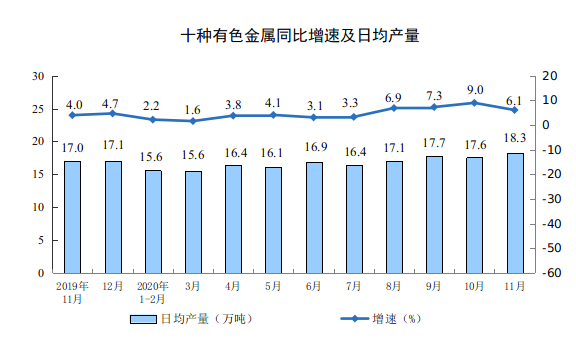 十种有色金属同比增速及日均产量
30 20
25 10
20 0
15 -10
10 -20
5 -30
0 -40
-50
-60
4.0 4.7 2.2 1.6 3.8 4.1 3.1 3.3 6.9 7.3 9.0 6.1
17.0 17.1 15.6 15.6 16.4 16.1 16.9 16.4 17.1 17.7 17.6 18.3
2019年 12月 2020年 3月 4月 5月 6月 7月 8月 9月 10月 11月
11月 1-2月
日均产量（万吨） 增速（%）